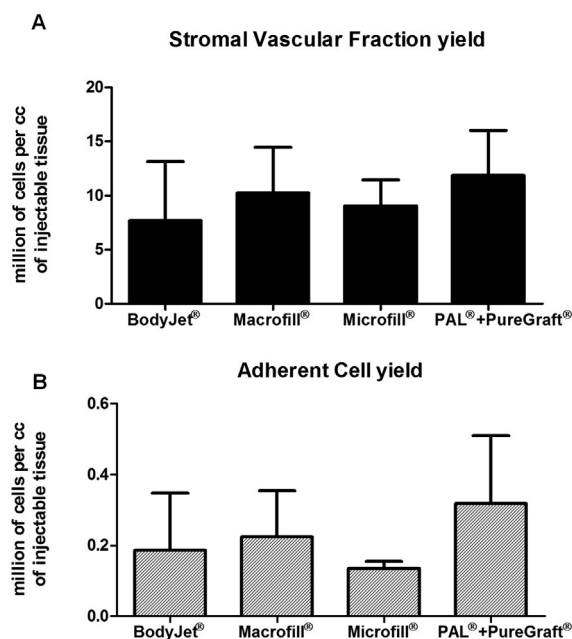 A
Stromal Vascular Fraction yield
million of cells per cc
of injectable tissue
20
15
10
5
0
BodyJet® Macrofill® Microfill® PAL®+PureGraft®
B
Adherent Cell yield
million of cells per cc
of injectable tissue
0.6
0.4
0.2
0.0
BodyJet® Macrofill® Microfill® PAL®+PureGraft®